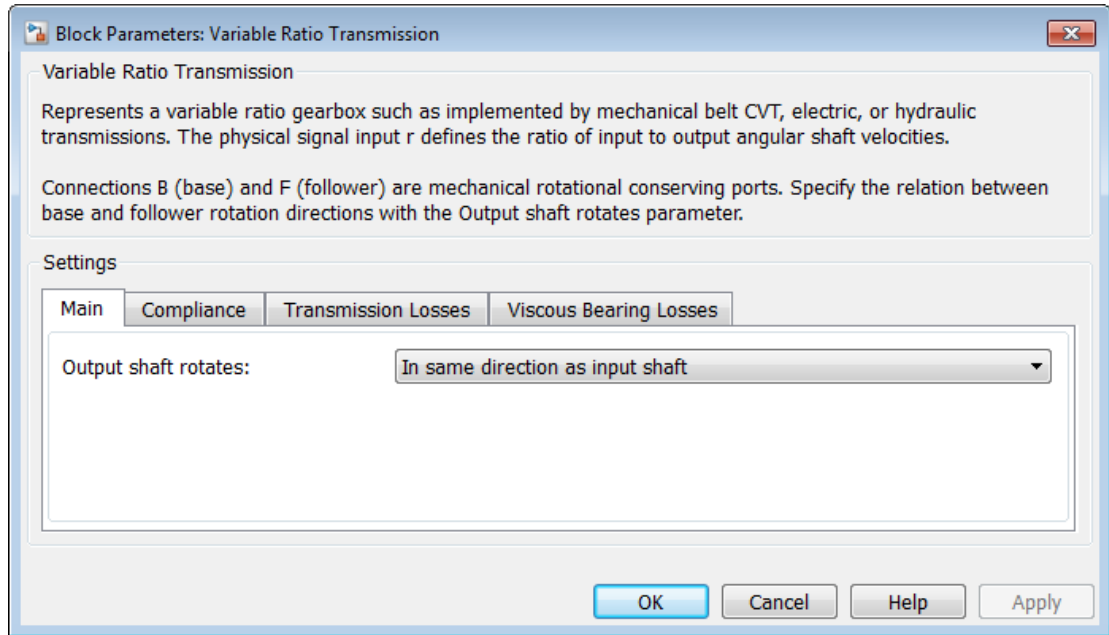 Block Parameters: Variable Ratio Transmission
Variable Ratio Transmission
Represents a variable ratio gearbox such as implemented by mechanical belt CVT, electric, or hydraulic
transmissions. The physical signal input r defines the ratio of input to output angular shaft velocities.
Connections B (base) and F (follower) are mechanical rotational conserving ports. Specify the relation between
base and follower rotation directions with the Output shaft rotates parameter.
Settings
Main Compliance Transmission Losses Viscous Bearing Losses
Output shaft rotates: In same direction as input shaft
OK Cancel Help Apply